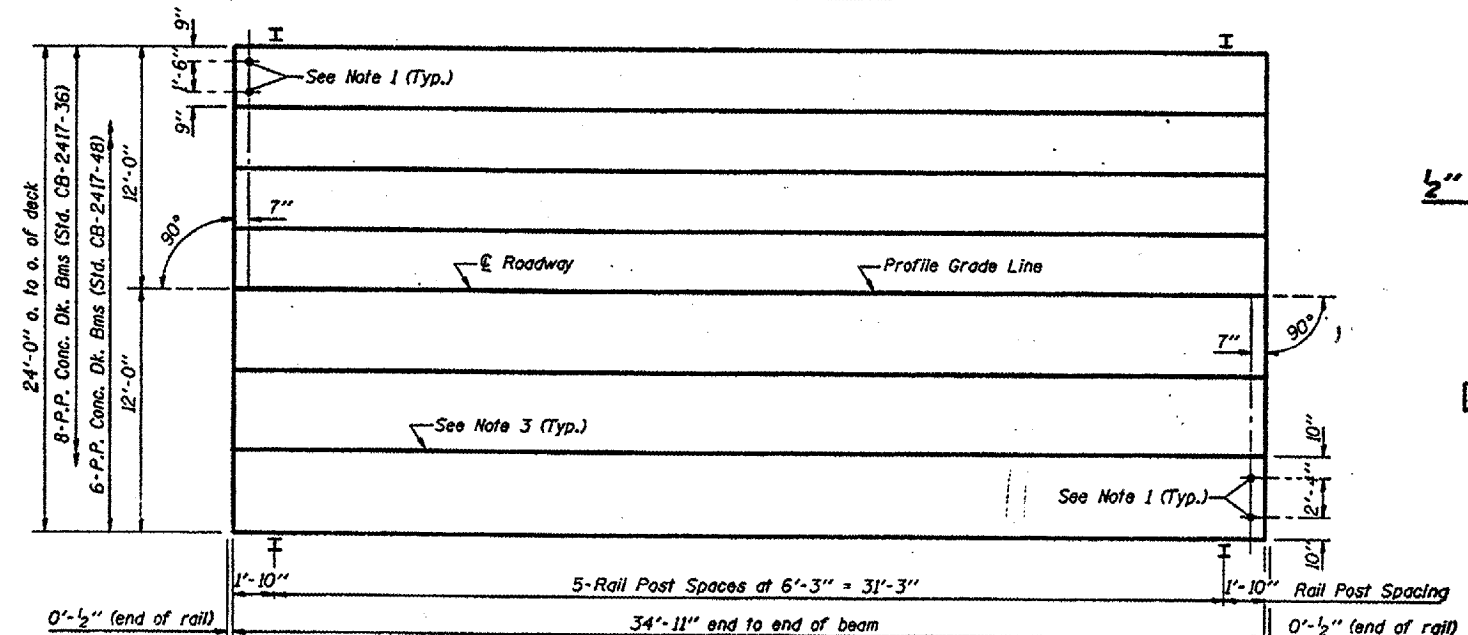 9"
1'-6"
9"
See Note 1 (Typ.)
24'-0" o. to o. of deck
8-P.P. Conc. Dk. Bms (Std. CB-2417-36)
6-P.P. Conc. Dk. Bms (Std. CB-2417-48)
12'-0"
12'-0"
90°
7"
℄ Roadway
Profile Grade Line
½"
7"
90°
See Note 3 (Typ.)
See Note 1 (Typ.)
10"
2'-4"
10"
1'-10"
5-Rail Post Spaces at 6'-3" = 31'-3"
1'-10"
Rail Post Spacing
0'-½" (end of rail)
34'-11" end to end of beam
0'-½" (end of rail)